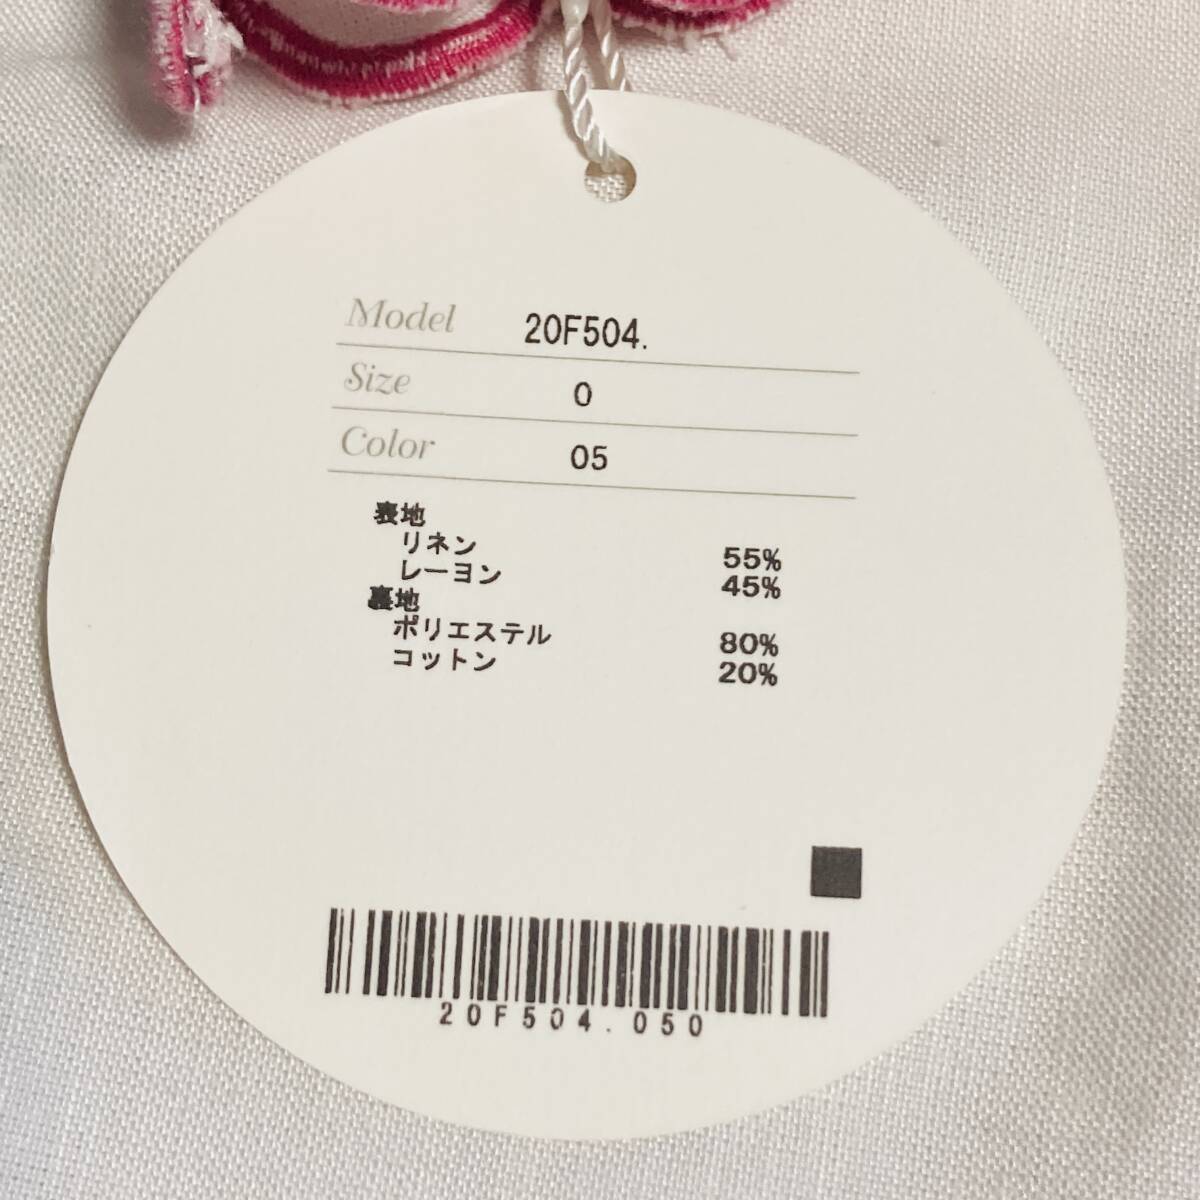 Model 20F504.
Size 0
Color 05
表地
リネン 55%
レーヨン 45%
裏地
ポリエステル 80%
コットン 20%
20F504.050